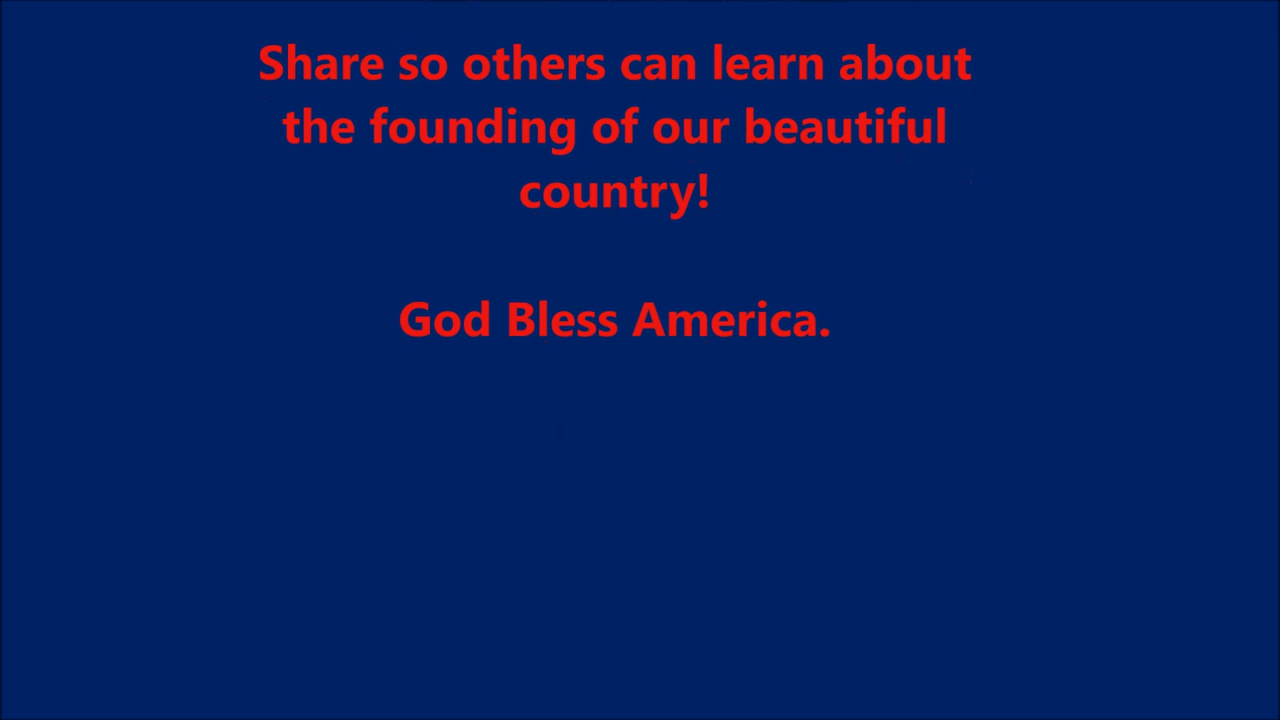 Share so others can learn about
the founding of our beautiful
country!
God Bless America.